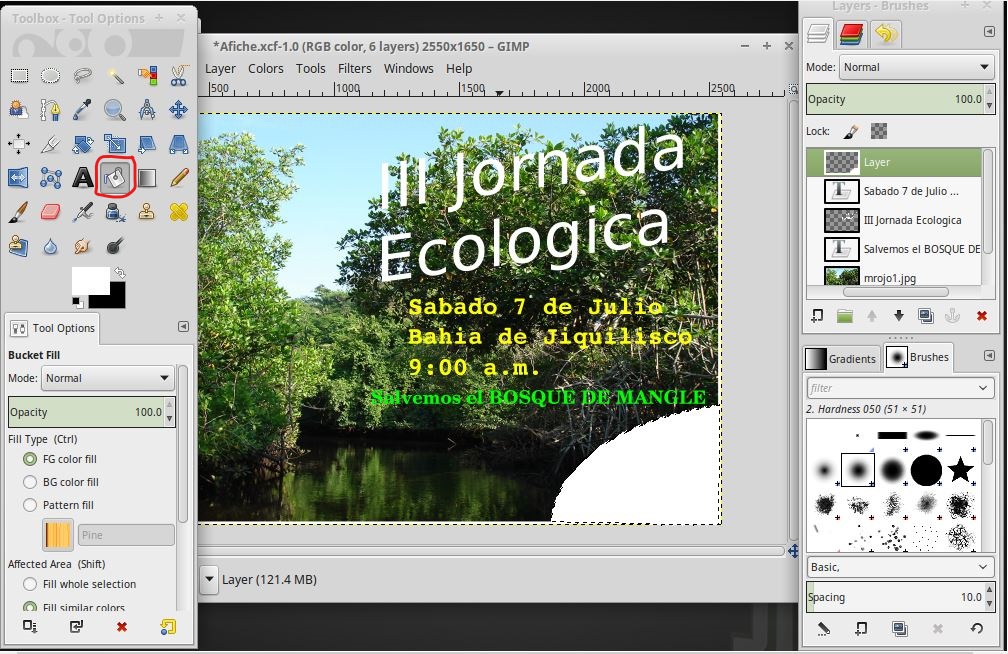 Toolbox - Tool Options
Tool Options
Bucket Fill
Mode: Normal
Opacity 100.0
Fill Type (Ctrl)
FG color fill
BG color fill
Pattern fill
Pine
Affected Area (Shift)
Fill whole selection
Fill similar colors
*Afiche.xcf-1.0 (RGB color, 6 layers) 2550x1650 – GIMP
Layer Colors Tools Filters Windows Help
500 1000 1500 2000 2500
III Jornada
Ecologica
Sabado 7 de Julio
Bahia de Jiquilisco
9:00 a.m.
Salvemos el BOSQUE DE MANGLE
Layer (121.4 MB)
Layers - Brushes
Mode: Normal
Opacity 100.0
Lock:
Layer
Sabado 7 de Julio ...
III Jornada Ecologica
Salvemos el BOSQUE DE
mrojo1.jpg
Gradients Brushes
filter
2. Hardness 050 (51 × 51)
Basic,
Spacing 10.0